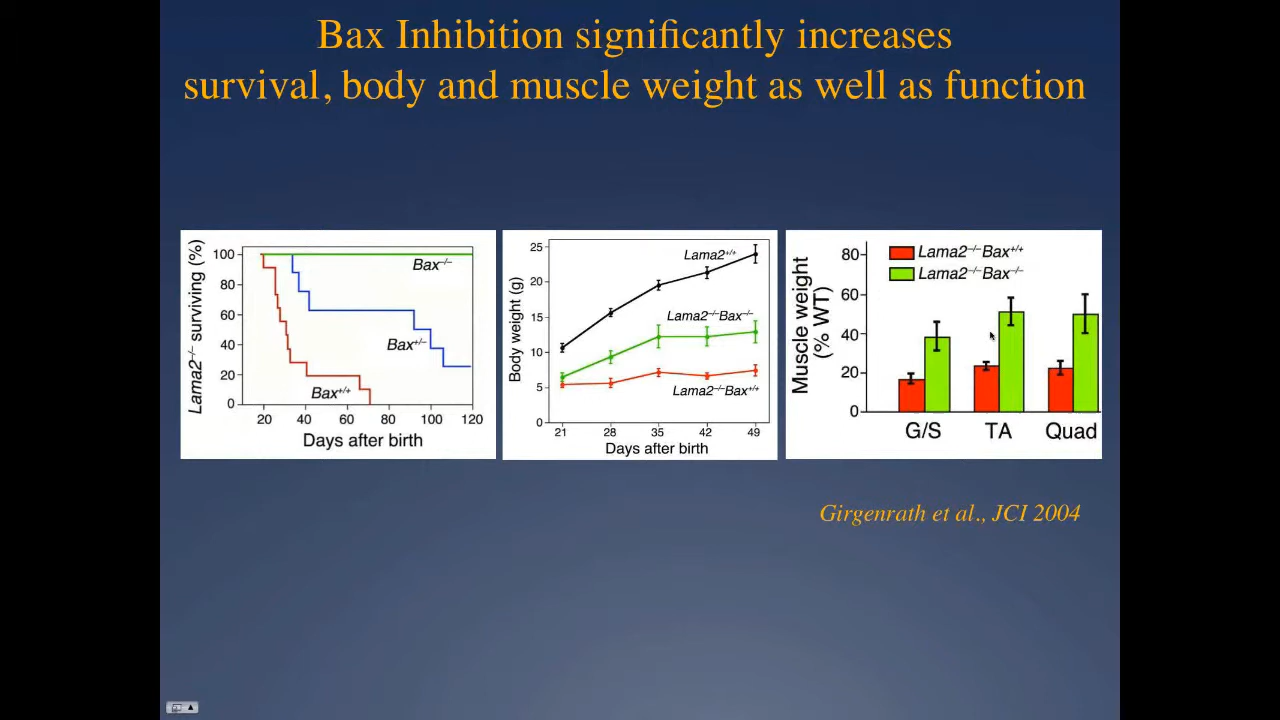 Bax Inhibition significantly increases
survival, body and muscle weight as well as function
Lama2⁻/⁻ surviving (%)
100
80
60
40
20
0
Bax⁻/⁻
Bax⁺/⁻
Bax⁺/⁺
20 40 60 80 100 120
Days after birth
Body weight (g)
25
20
15
10
5
0
Lama2⁺/⁺
Lama2⁻/⁻Bax⁻/⁻
Lama2⁻/⁻Bax⁺/⁺
21 28 35 42 49
Days after birth
Muscle weight
(% WT)
80
60
40
20
0
Lama2⁻/⁻Bax⁺/⁺
Lama2⁻/⁻Bax⁻/⁻
G/S TA Quad
Girgenrath et al., JCI 2004